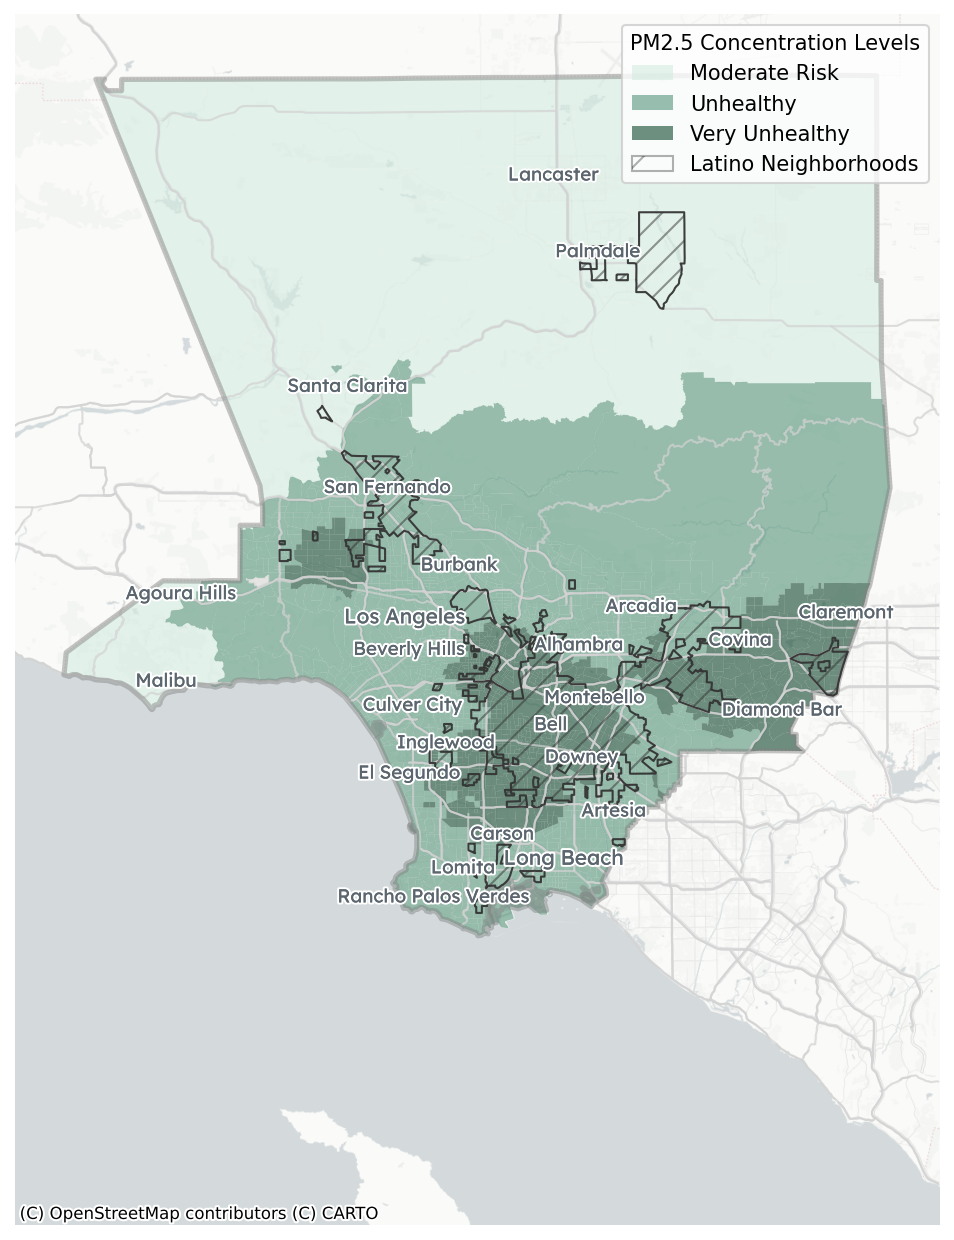 PM2.5 Concentration Levels
Moderate Risk
Unhealthy
Very Unhealthy
Latino Neighborhoods
Lancaster
Palmdale
Santa Clarita
San Fernando
Burbank
Agoura Hills
Los Angeles
Arcadia
Claremont
Beverly Hills
Alhambra
Covina
Malibu
Culver City
Montebello
Diamond Bar
Bell
Inglewood
Downey
El Segundo
Artesia
Carson
Long Beach
Lomita
Rancho Palos Verdes
(C) OpenStreetMap contributors (C) CARTO